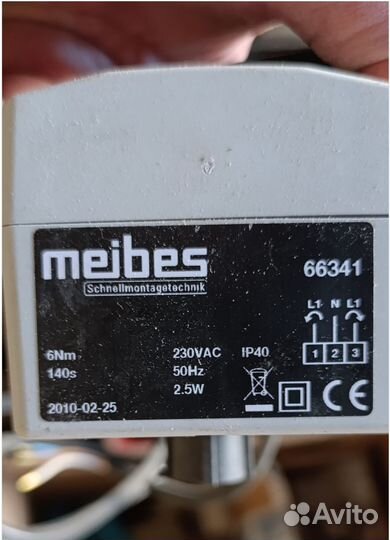 meibes
Schnellmontagetechnik
66341
L1 N L1
1 2 3
6Nm 230VAC IP40
140s 50Hz
2.5W
2010-02-25
CE
Avito